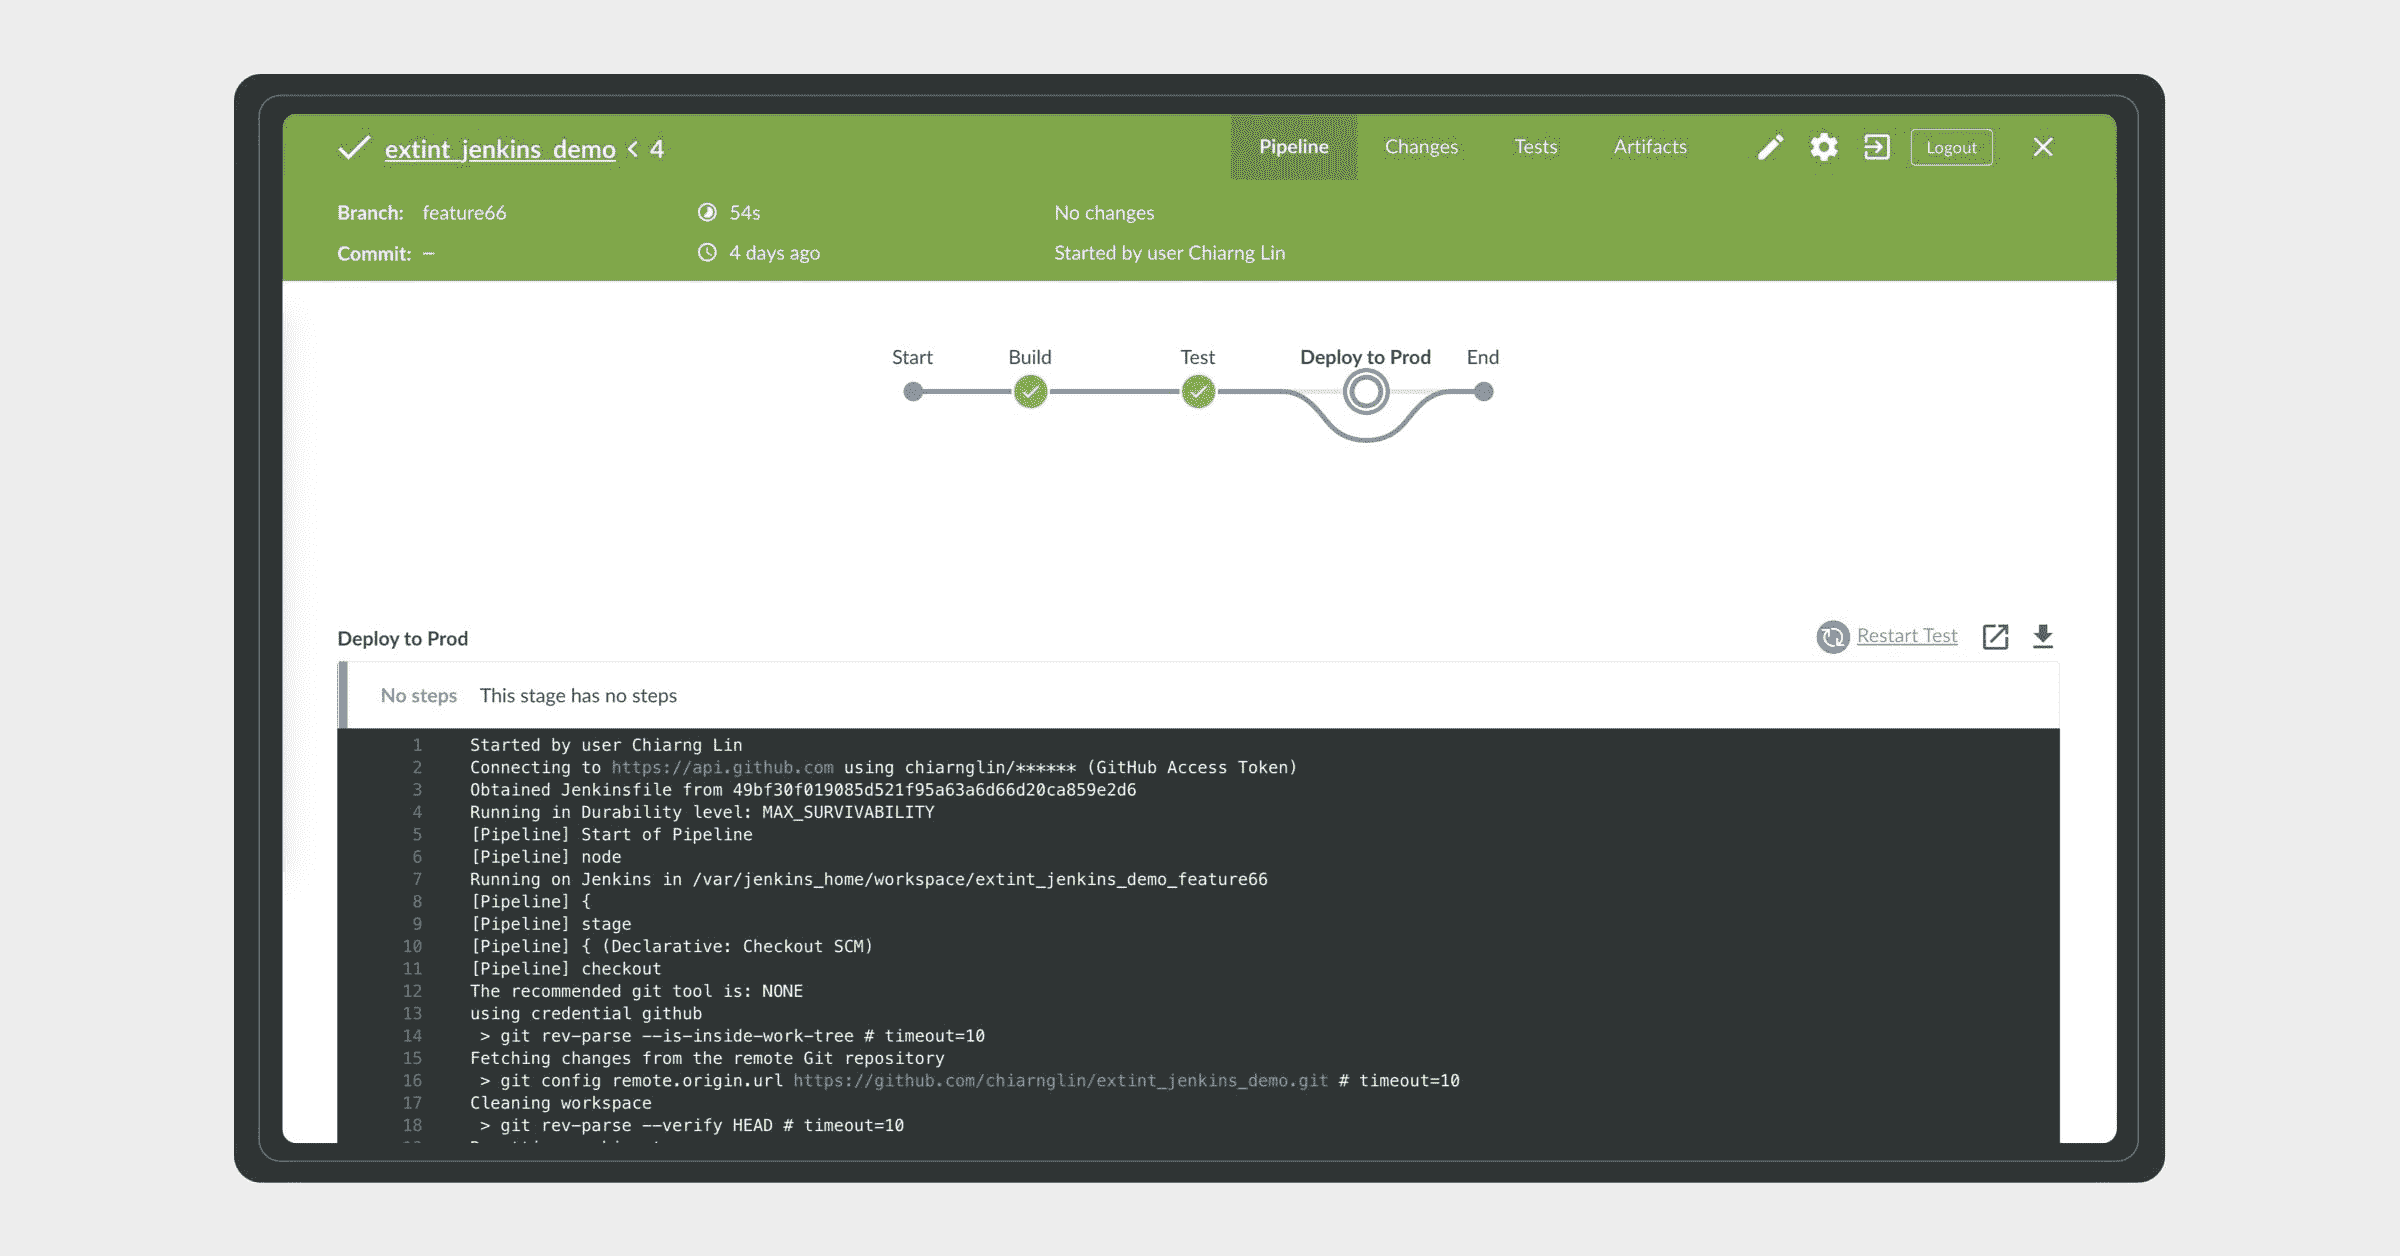 extint_jenkins_demo < 4
Pipeline Changes Tests Artifacts Logout
Branch: feature66 54s No changes
Commit: — 4 days ago Started by user Chiarng Lin
Start Build Test Deploy to Prod End
Deploy to Prod Restart Test
No steps This stage has no steps
1 Started by user Chiarng Lin
2 Connecting to https://api.github.com using chiarnglin/****** (GitHub Access Token)
3 Obtained Jenkinsfile from 49bf30f019085d521f95a63a6d66d20ca859e2d6
4 Running in Durability level: MAX_SURVIVABILITY
5 [Pipeline] Start of Pipeline
6 [Pipeline] node
7 Running on Jenkins in /var/jenkins_home/workspace/extint_jenkins_demo_feature66
8 [Pipeline] {
9 [Pipeline] stage
10 [Pipeline] { (Declarative: Checkout SCM)
11 [Pipeline] checkout
12 The recommended git tool is: NONE
13 using credential github
14 > git rev-parse --is-inside-work-tree # timeout=10
15 Fetching changes from the remote Git repository
16 > git config remote.origin.url https://github.com/chiarnglin/extint_jenkins_demo.git # timeout=10
17 Cleaning workspace
18 > git rev-parse --verify HEAD # timeout=10